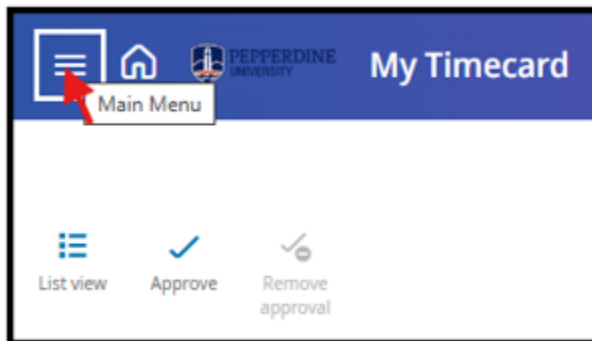 PEPPERDINE
UNIVERSITY
My Timecard
Main Menu
List view
Approve
Remove
approval